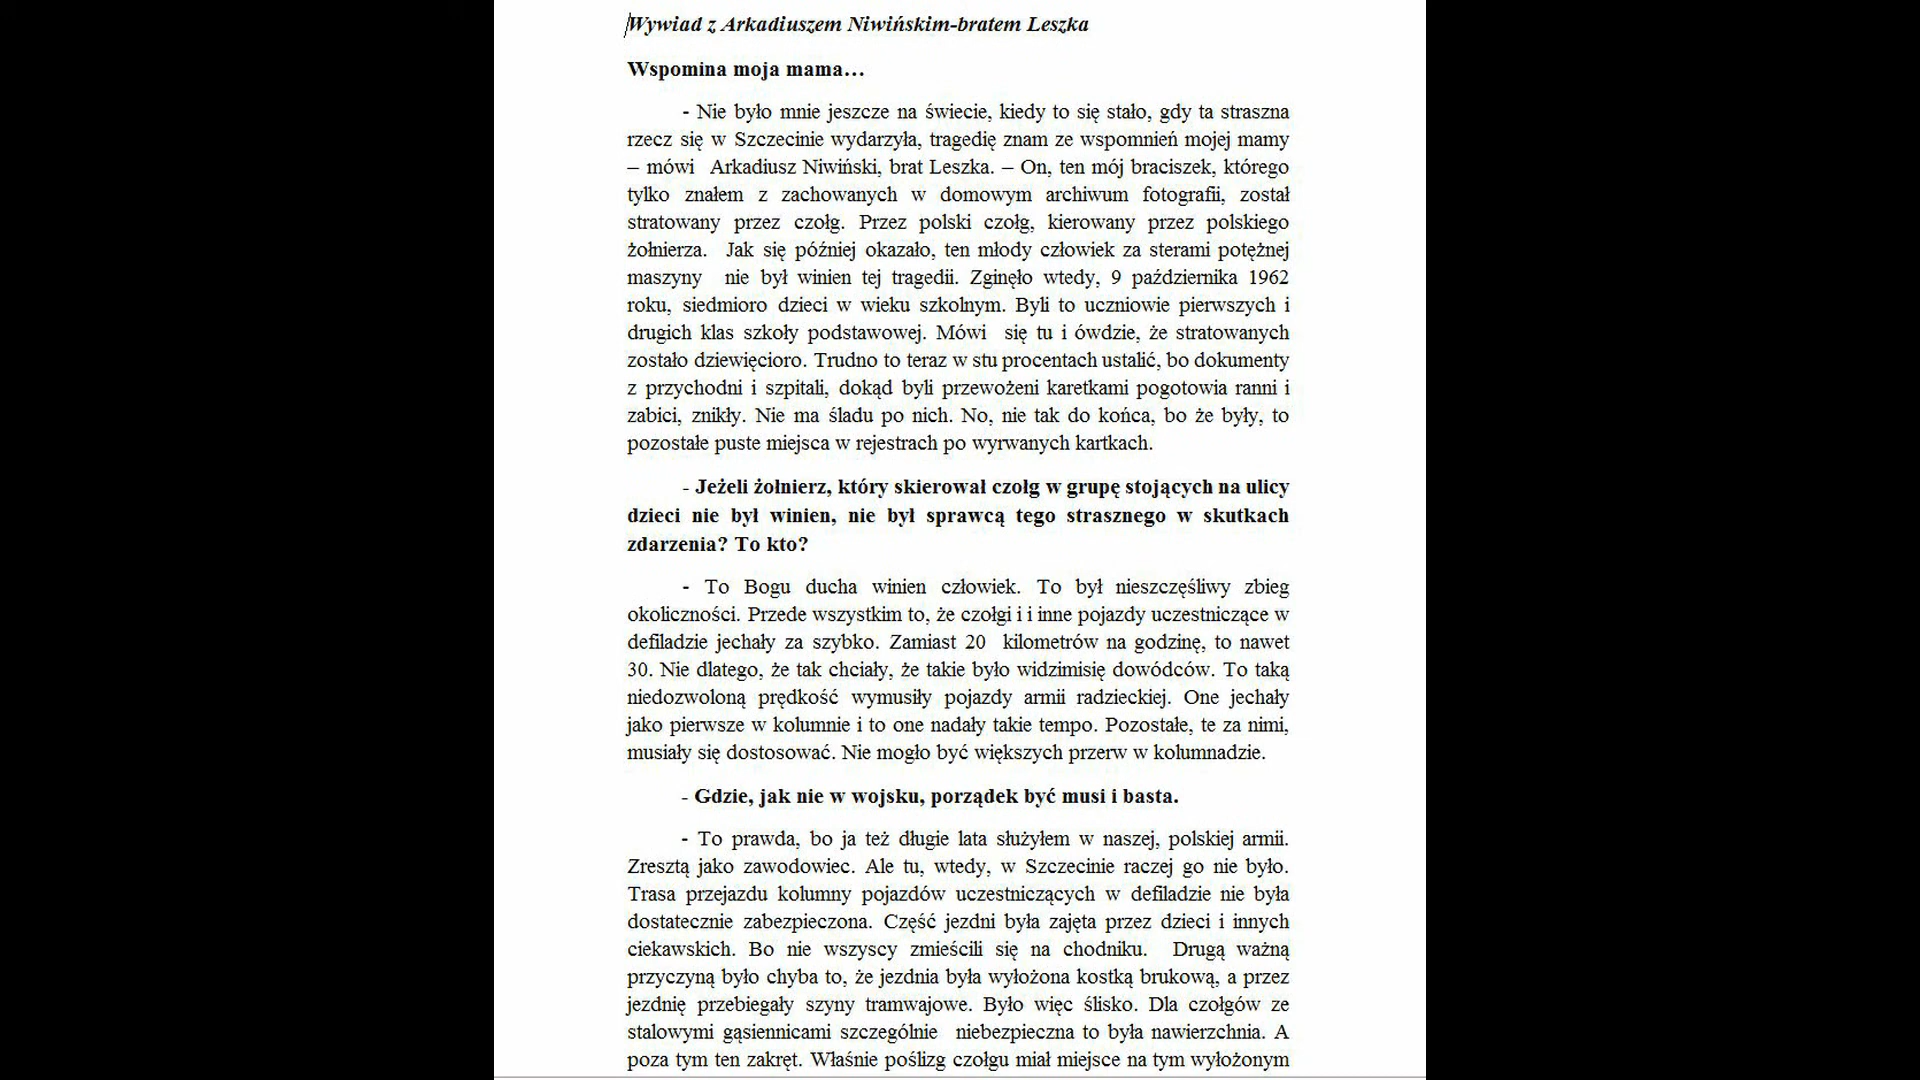 Wywiad z Arkadiuszem Niwińskim-bratem Leszka
Wspomina moja mama…
- Nie było mnie jeszcze na świecie, kiedy to się stało, gdy ta straszna
rzecz się w Szczecinie wydarzyła, tragedię znam ze wspomnień mojej mamy
– mówi Arkadiusz Niwiński, brat Leszka. – On, ten mój braciszek, którego
tylko znałem z zachowanych w domowym archiwum fotografii, został
stratowany przez czołg. Przez polski czołg, kierowany przez polskiego
żołnierza. Jak się później okazało, ten młody człowiek za sterami potężnej
maszyny nie był winien tej tragedii. Zginęło wtedy, 9 października 1962
roku, siedmioro dzieci w wieku szkolnym. Byli to uczniowie pierwszych i
drugich klas szkoły podstawowej. Mówi się tu i ówdzie, że stratowanych
zostało dziewięcioro. Trudno to teraz w stu procentach ustalić, bo dokumenty
z przychodni i szpitali, dokąd byli przewożeni karetkami pogotowia ranni i
zabici, znikły. Nie ma śladu po nich. No, nie tak do końca, bo że były, to
pozostałe puste miejsca w rejestrach po wyrwanych kartkach.
- Jeżeli żołnierz, który skierował czołg w grupę stojących na ulicy
dzieci nie był winien, nie był sprawcą tego strasznego w skutkach
zdarzenia? To kto?
- To Bogu ducha winien człowiek. To był nieszczęśliwy zbieg
okoliczności. Przede wszystkim to, że czołgi i i inne pojazdy uczestniczące w
defiladzie jechały za szybko. Zamiast 20 kilometrów na godzinę, to nawet
30. Nie dlatego, że tak chciały, że takie było widzimisię dowódców. To taką
niedozwoloną prędkość wymusiły pojazdy armii radzieckiej. One jechały
jako pierwsze w kolumnie i to one nadały takie tempo. Pozostałe, te za nimi,
musiały się dostosować. Nie mogło być większych przerw w kolumnadzie.
- Gdzie, jak nie w wojsku, porządek być musi i basta.
- To prawda, bo ja też długie lata służyłem w naszej, polskiej armii.
Zresztą jako zawodowiec. Ale tu, wtedy, w Szczecinie raczej go nie było.
Trasa przejazdu kolumny pojazdów uczestniczących w defiladzie nie była
dostatecznie zabezpieczona. Część jezdni była zajęta przez dzieci i innych
ciekawskich. Bo nie wszyscy zmieścili się na chodniku. Drugą ważną
przyczyną było chyba to, że jezdnia była wyłożona kostką brukową, a przez
jezdnię przebiegały szyny tramwajowe. Było więc ślisko. Dla czołgów ze
stalowymi gąsiennicami szczególnie niebezpieczna to była nawierzchnia. A
poza tym ten zakręt. Właśnie poślizg czołgu miał miejsce na tym wyłożonym